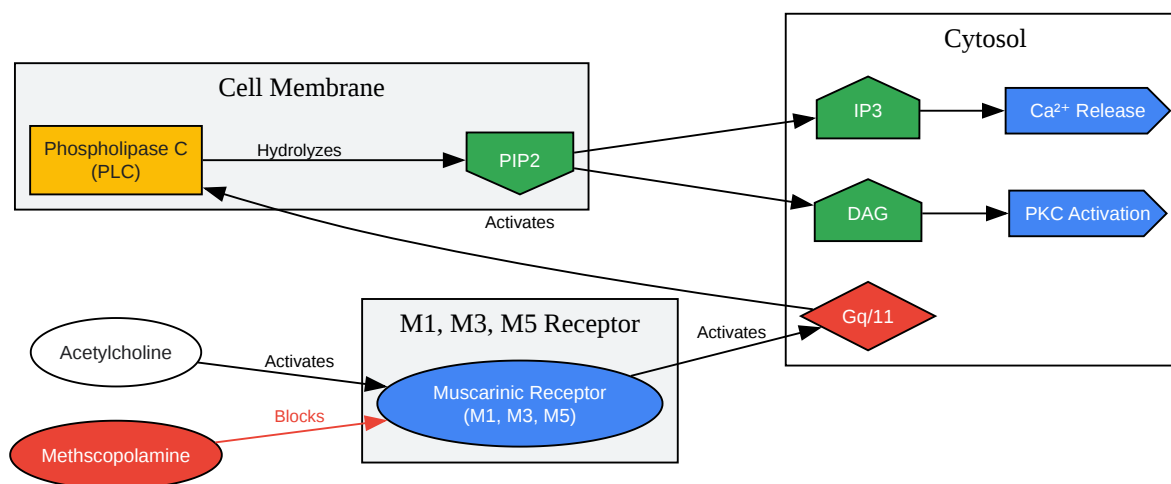 Cytosol
Cell Membrane
IP3
Ca²⁺ Release
Phospholipase C
(PLC)
Hydrolyzes
PIP2
DAG
PKC Activation
Activates
M1, M3, M5 Receptor
Gq/11
Activates
Acetylcholine
Activates
Muscarinic Receptor
(M1, M3, M5)
Blocks
Methscopolamine